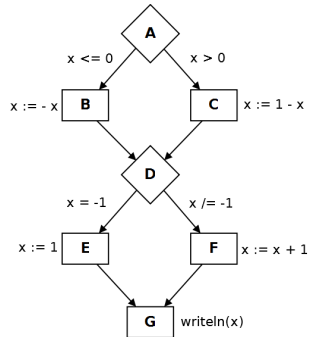 A
x <= 0
x > 0
x := - x
B
C
x := 1 - x
D
x = -1
x /= -1
x := 1
E
F
x := x + 1
G
writeln(x)